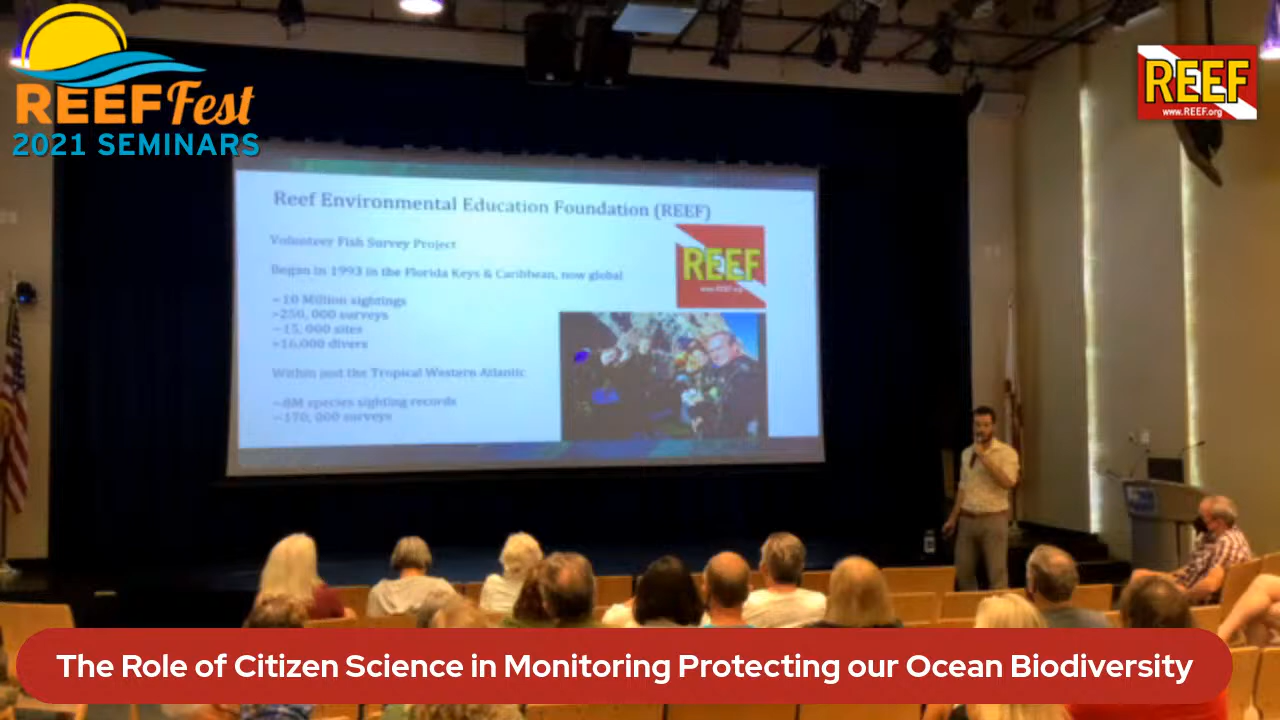 REEF Fest
2021 SEMINARS
REEF
www.REEF.org
Reef Environmental Education Foundation (REEF)
Volunteer Fish Survey Project
Began in 1993 in the Florida Keys & Caribbean, now global
~10 Million sightings
>250, 000 surveys
~15, 000 sites
>16,000 divers
Within just the Tropical Western Atlantic
~8M species sighting records
~170, 000 surveys
REEF
www.REEF.org
The Role of Citizen Science in Monitoring Protecting our Ocean Biodiversity